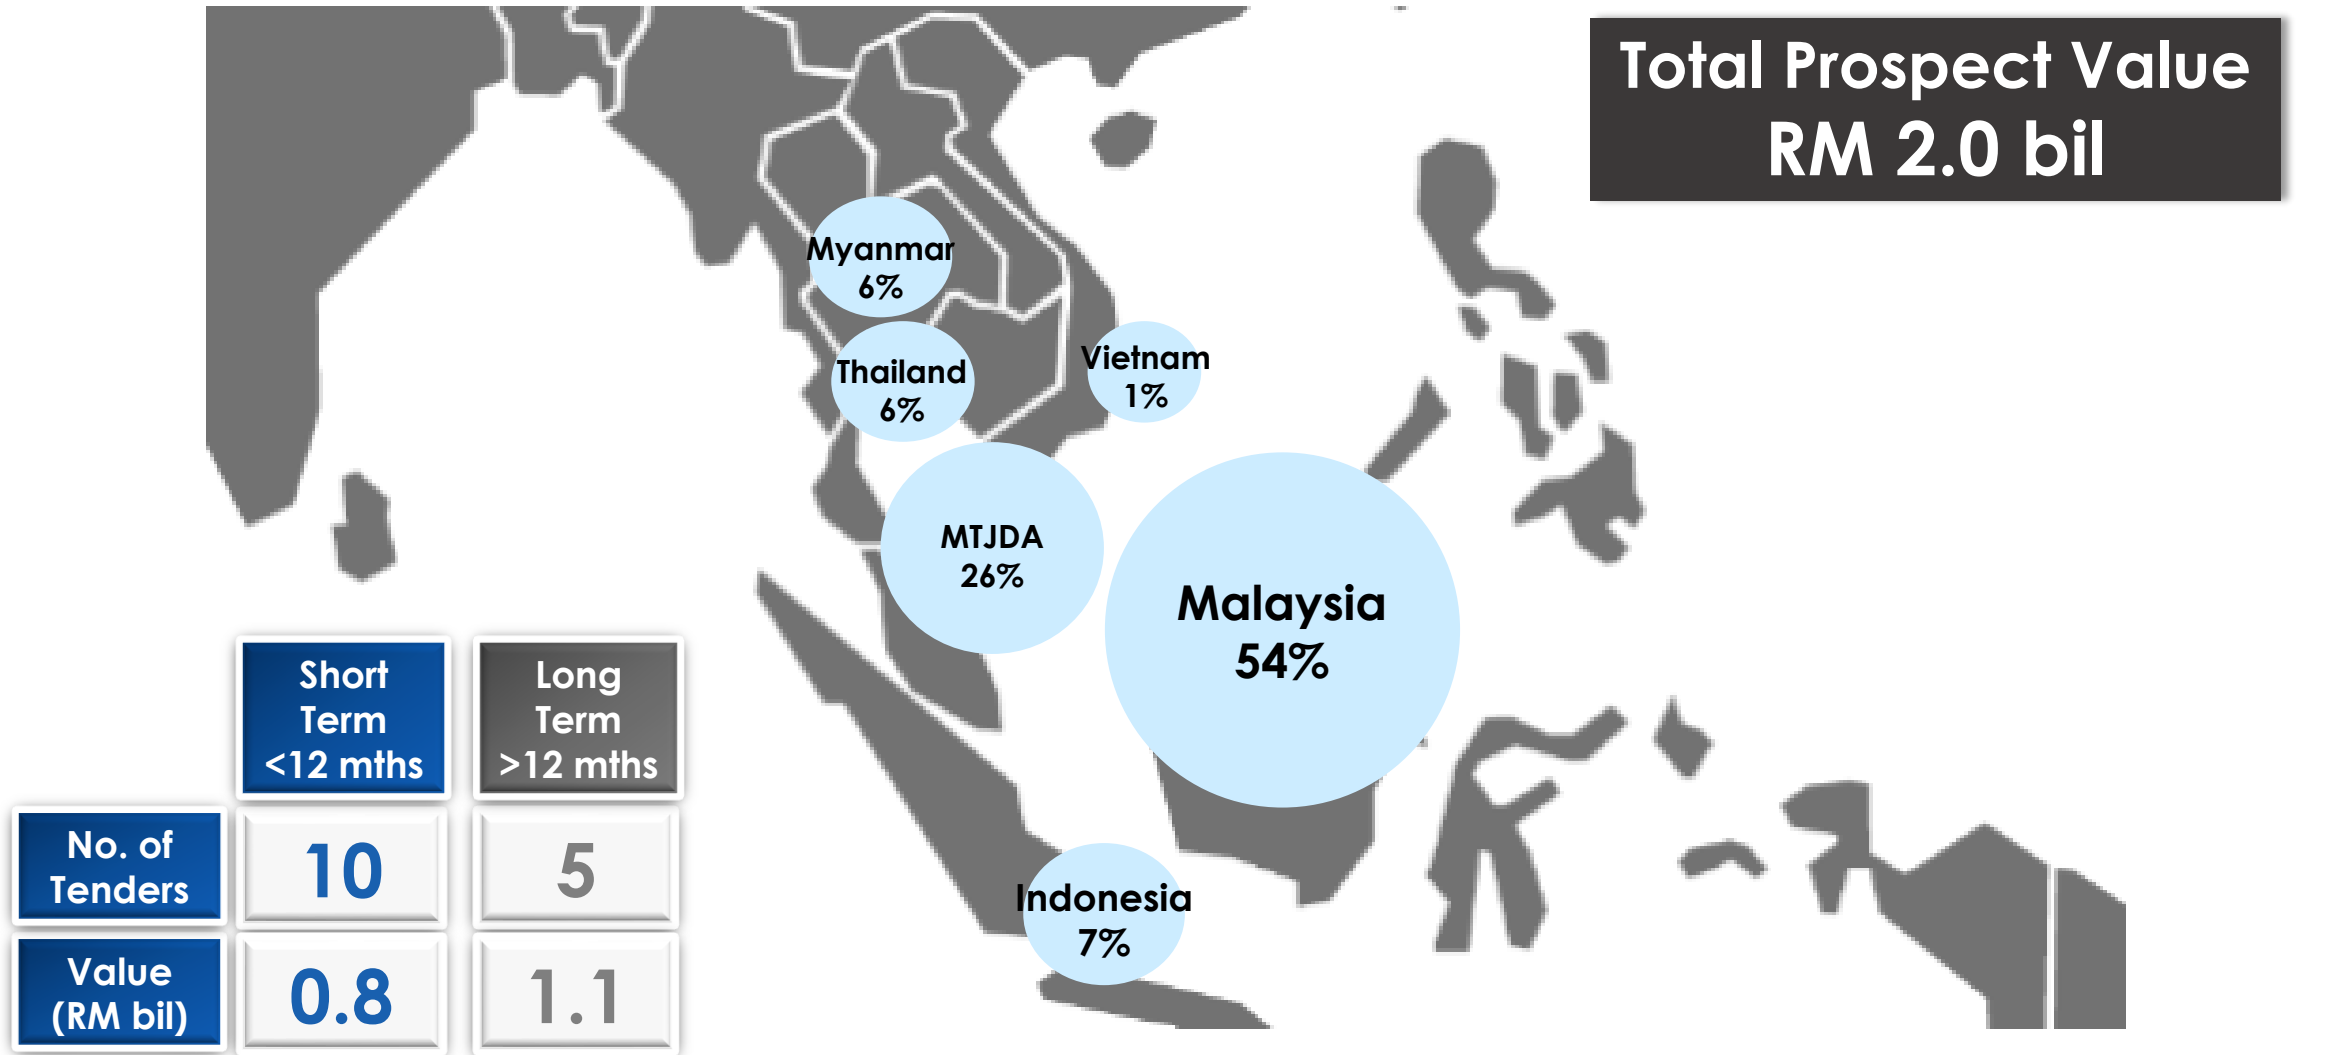 Total Prospect Value
RM 2.0 bil
Myanmar
6%
Thailand
6%
Vietnam
1%
MTJDA
26%
Malaysia
54%
Indonesia
7%
Short
Term
<12 mths
Long
Term
>12 mths
No. of
Tenders
10
5
Value
(RM bil)
0.8
1.1